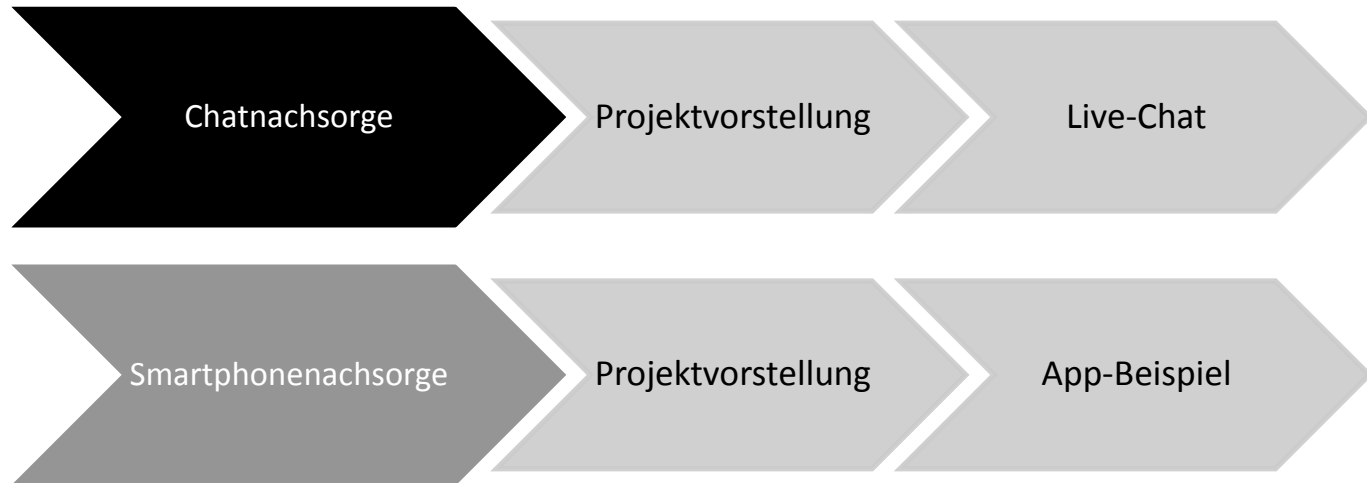 Chatnachsorge
Projektvorstellung
Live-Chat
Smartphonenachsorge
Projektvorstellung
App-Beispiel